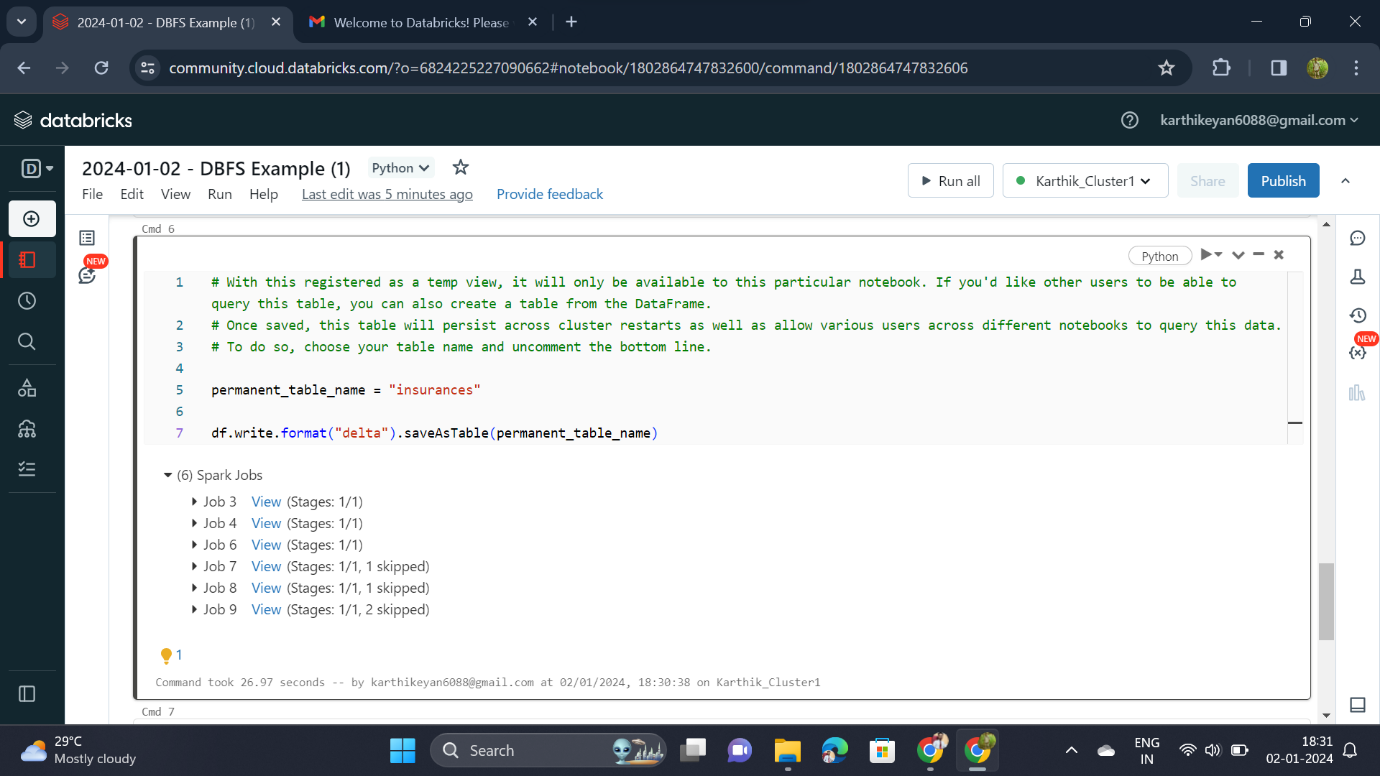 2024-01-02 - DBFS Example (1)
Welcome to Databricks! Please
community.cloud.databricks.com/?o=6824225227090662#notebook/1802864747832600/command/1802864747832606
databricks
karthikeyan6088@gmail.com
D
2024-01-02 - DBFS Example (1)
Python
File Edit View Run Help Last edit was 5 minutes ago Provide feedback
Run all
Karthik_Cluster1
Share
Publish
NEW
NEW
Cmd 6
Python
1 # With this registered as a temp view, it will only be available to this particular notebook. If you'd like other users to be able to
query this table, you can also create a table from the DataFrame.
2 # Once saved, this table will persist across cluster restarts as well as allow various users across different notebooks to query this data.
3 # To do so, choose your table name and uncomment the bottom line.
4
5 permanent_table_name = "insurances"
6
7 df.write.format("delta").saveAsTable(permanent_table_name)
(6) Spark Jobs
Job 3 View (Stages: 1/1)
Job 4 View (Stages: 1/1)
Job 6 View (Stages: 1/1)
Job 7 View (Stages: 1/1, 1 skipped)
Job 8 View (Stages: 1/1, 1 skipped)
Job 9 View (Stages: 1/1, 2 skipped)
1
Command took 26.97 seconds -- by karthikeyan6088@gmail.com at 02/01/2024, 18:30:38 on Karthik_Cluster1
Cmd 7
29°C
Mostly cloudy
Search
ENG
IN
18:31
02-01-2024